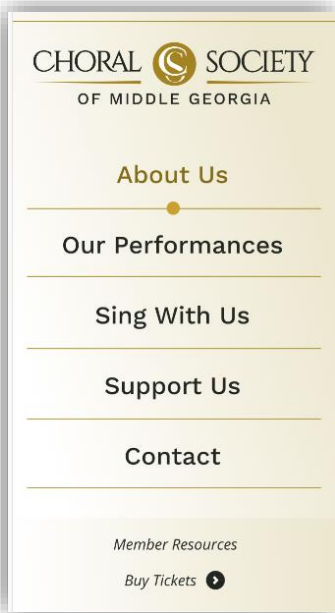 CHORAL CS SOCIETY
OF MIDDLE GEORGIA
About Us
Our Performances
Sing With Us
Support Us
Contact
Member Resources
Buy Tickets